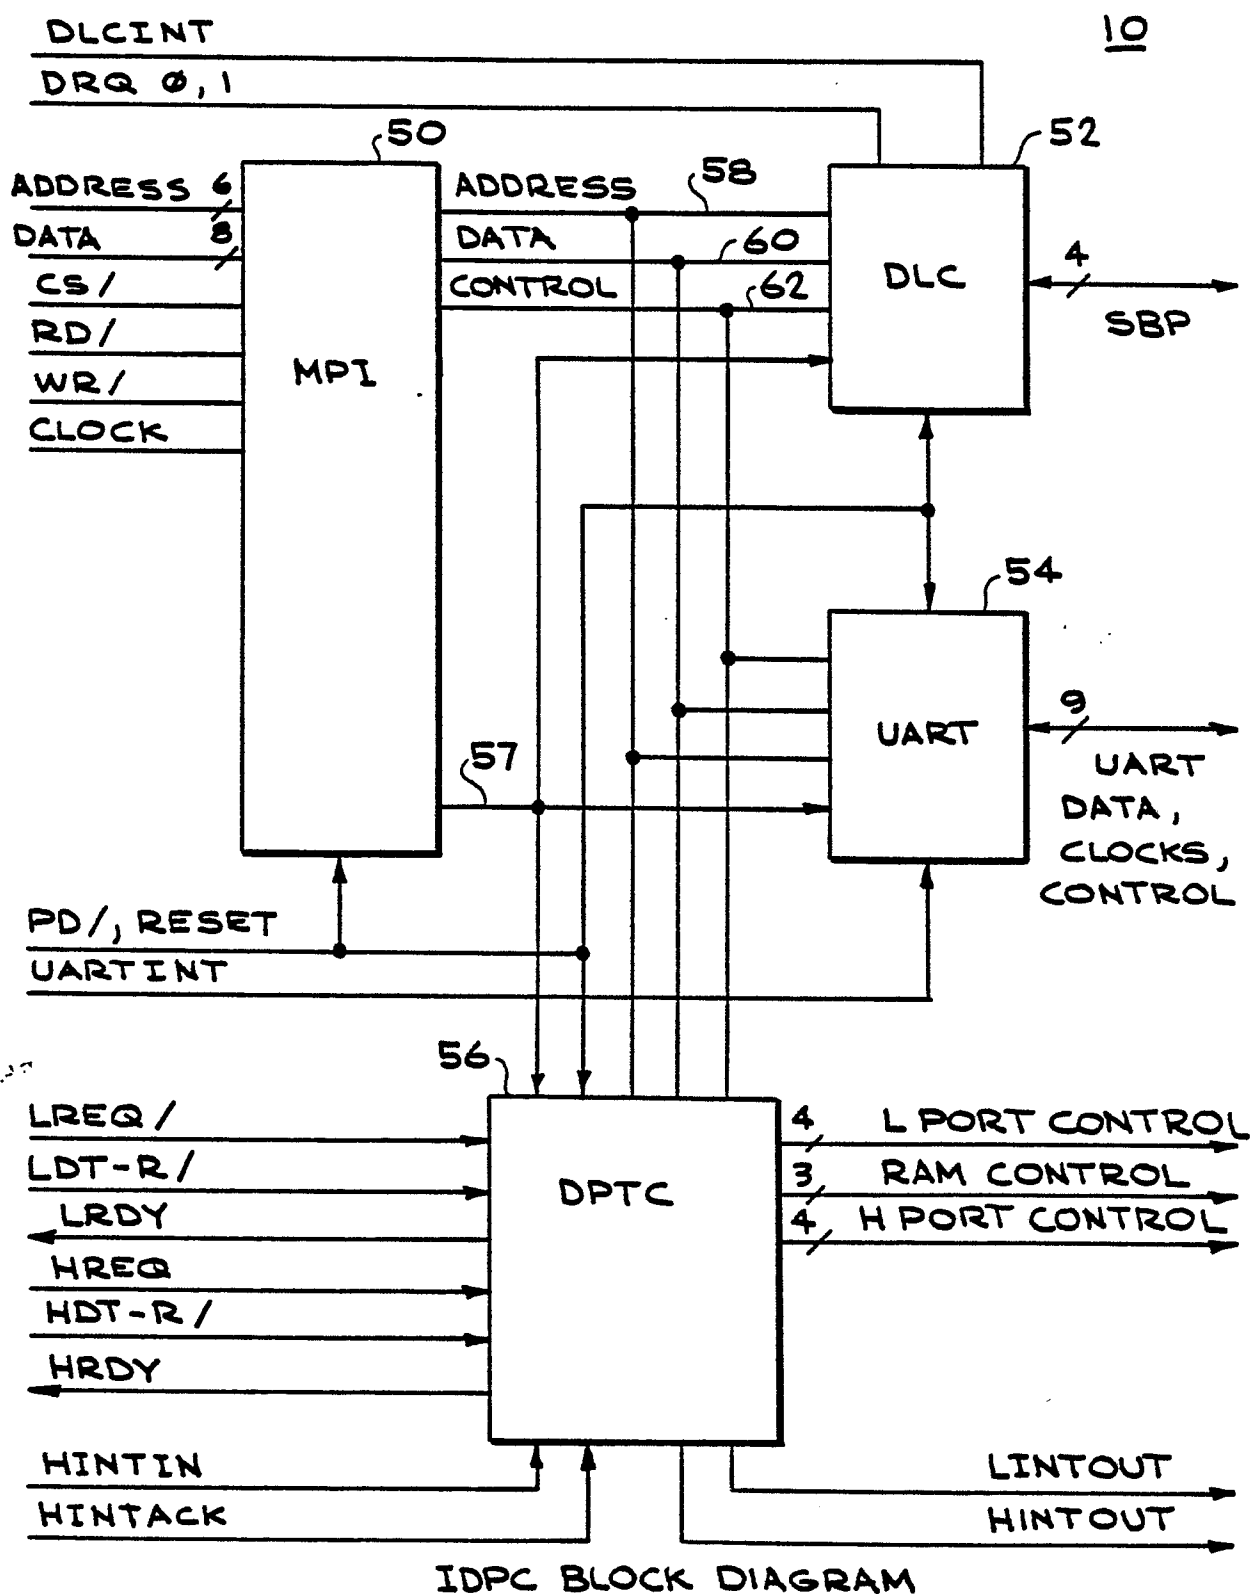 10
DLCINT
DRQ 0, 1
50
52
ADDRESS 6
DATA 8
CS/
RD/
WR/
CLOCK
MPI
ADDRESS
58
DATA
60
CONTROL
62
DLC
4
SBP
54
UART
9
UART
DATA,
CLOCKS,
CONTROL
57
PD/, RESET
UARTINT
56
LREQ/
LDT-R/
LRDY
HREQ
HDT-R/
HRDY
DPTC
4
L PORT CONTROL
3
RAM CONTROL
4
H PORT CONTROL
HINTIN
HINTACK
LINTOUT
HINTOUT
IDPC BLOCK DIAGRAM